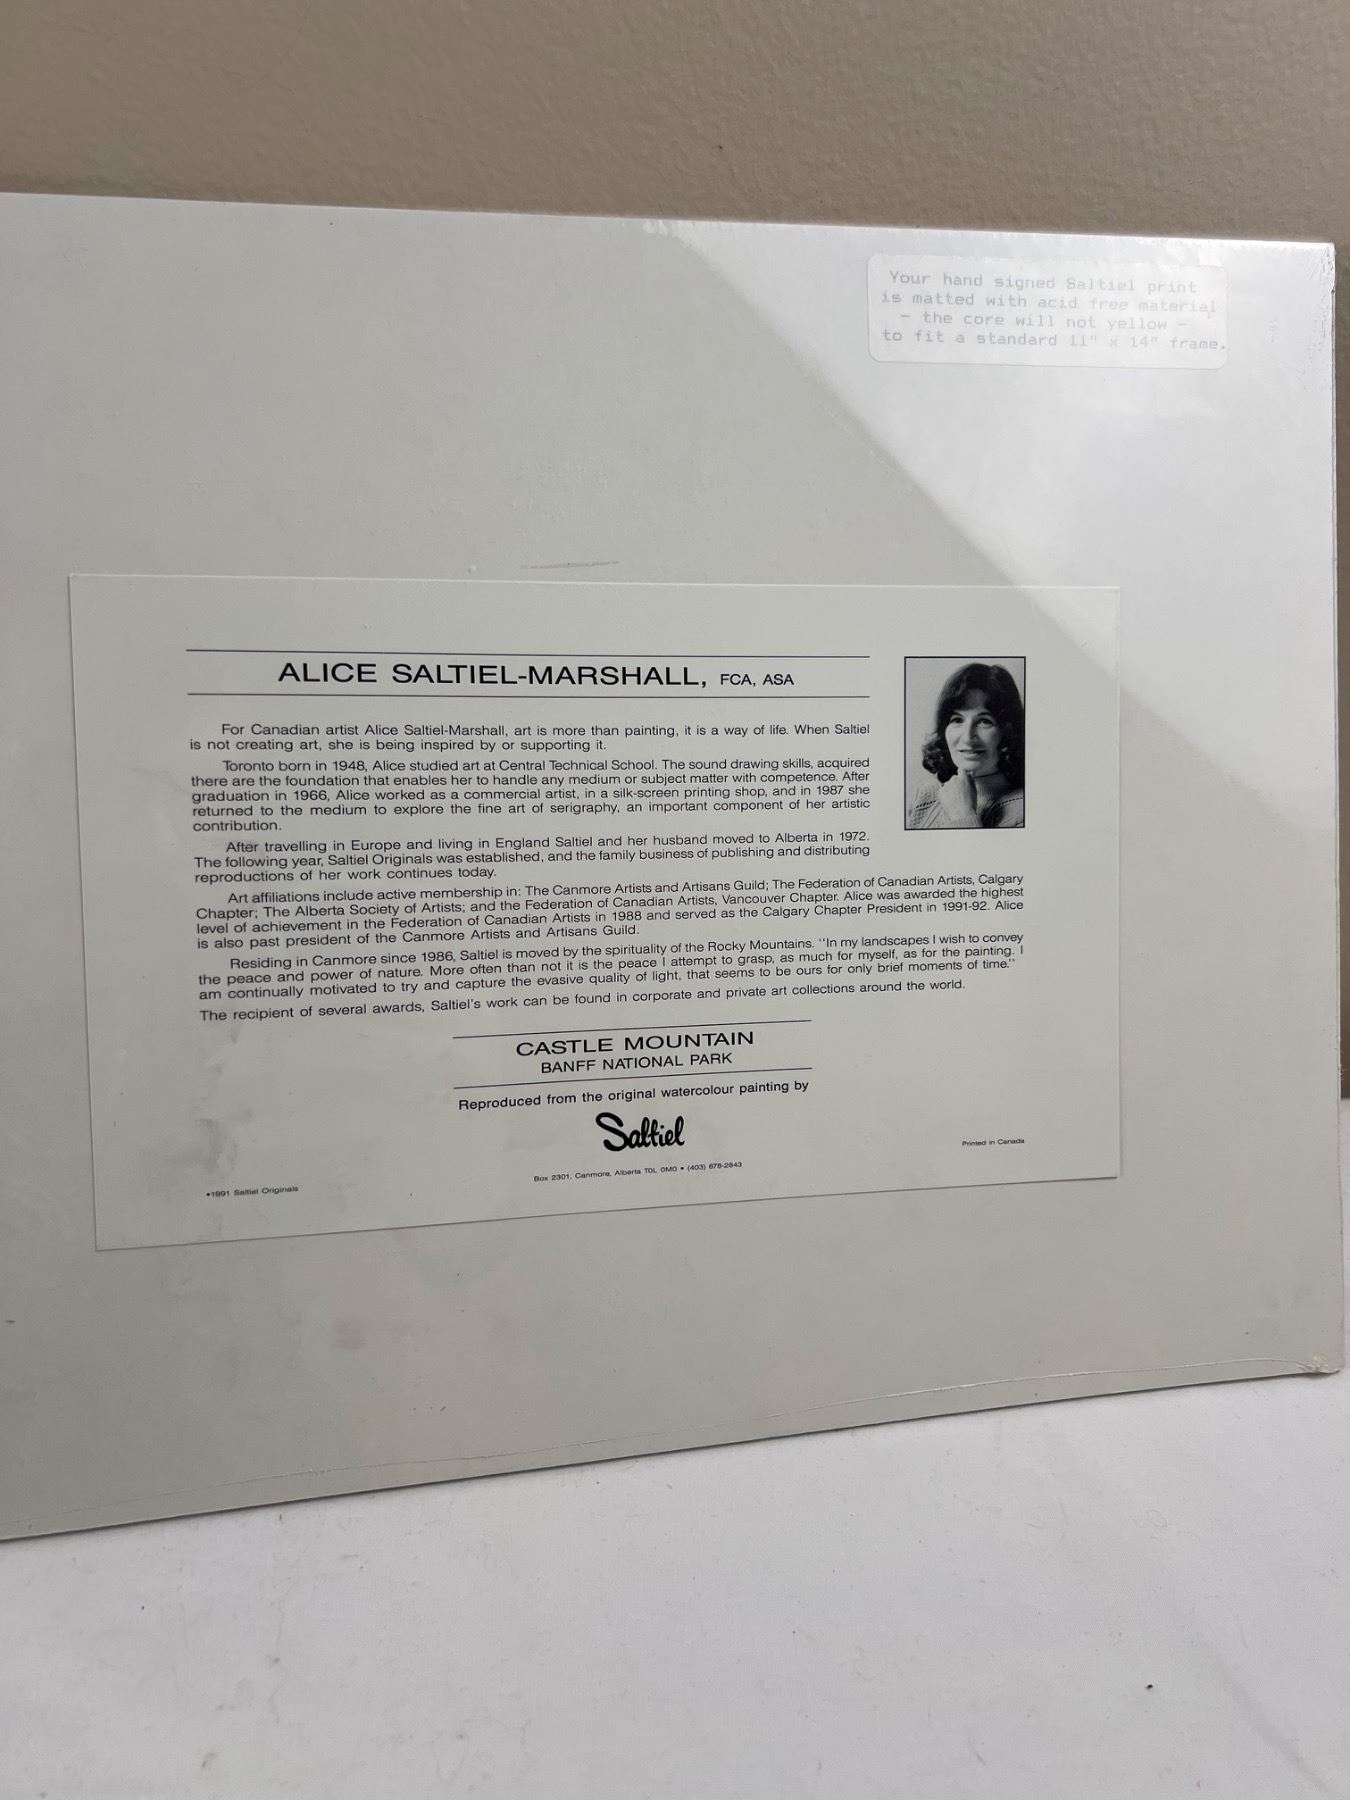 Your hand signed Saltiel print
is matted with acid free material
- the core will not yellow -
to fit a standard 11" x 14" frame.
ALICE SALTIEL-MARSHALL, FCA, ASA
For Canadian artist Alice Saltiel-Marshall, art is more than painting, it is a way of life. When Saltiel
is not creating art, she is being inspired by or supporting it.
Toronto born in 1948, Alice studied art at Central Technical School. The sound drawing skills, acquired
there are the foundation that enables her to handle any medium or subject matter with competence. After
graduation in 1966, Alice worked as a commercial artist, in a silk-screen printing shop, and in 1987 she
returned to the medium to explore the fine art of serigraphy, an important component of her artistic
contribution.
After travelling in Europe and living in England Saltiel and her husband moved to Alberta in 1972.
The following year, Saltiel Originals was established, and the family business of publishing and distributing
reproductions of her work continues today.
Art affiliations include active membership in: The Canmore Artists and Artisans Guild; The Federation of Canadian Artists, Calgary
Chapter; The Alberta Society of Artists; and the Federation of Canadian Artists, Vancouver Chapter. Alice was awarded the highest
level of achievement in the Federation of Canadian Artists in 1988 and served as the Calgary Chapter President in 1991-92. Alice
is also past president of the Canmore Artists and Artisans Guild.
Residing in Canmore since 1986, Saltiel is moved by the spirituality of the Rocky Mountains. "In my landscapes I wish to convey
the peace and power of nature. More often than not it is the peace I attempt to grasp, as much for myself, as for the painting. I
am continually motivated to try and capture the evasive quality of light, that seems to be ours for only brief moments of time."
The recipient of several awards, Saltiel's work can be found in corporate and private art collections around the world.
CASTLE MOUNTAIN
BANFF NATIONAL PARK
Reproduced from the original watercolour painting by
Saltiel
Box 2301, Canmore, Alberta T0L 0M0 • (403) 678-2843
•1991 Saltiel Originals
Printed in Canada